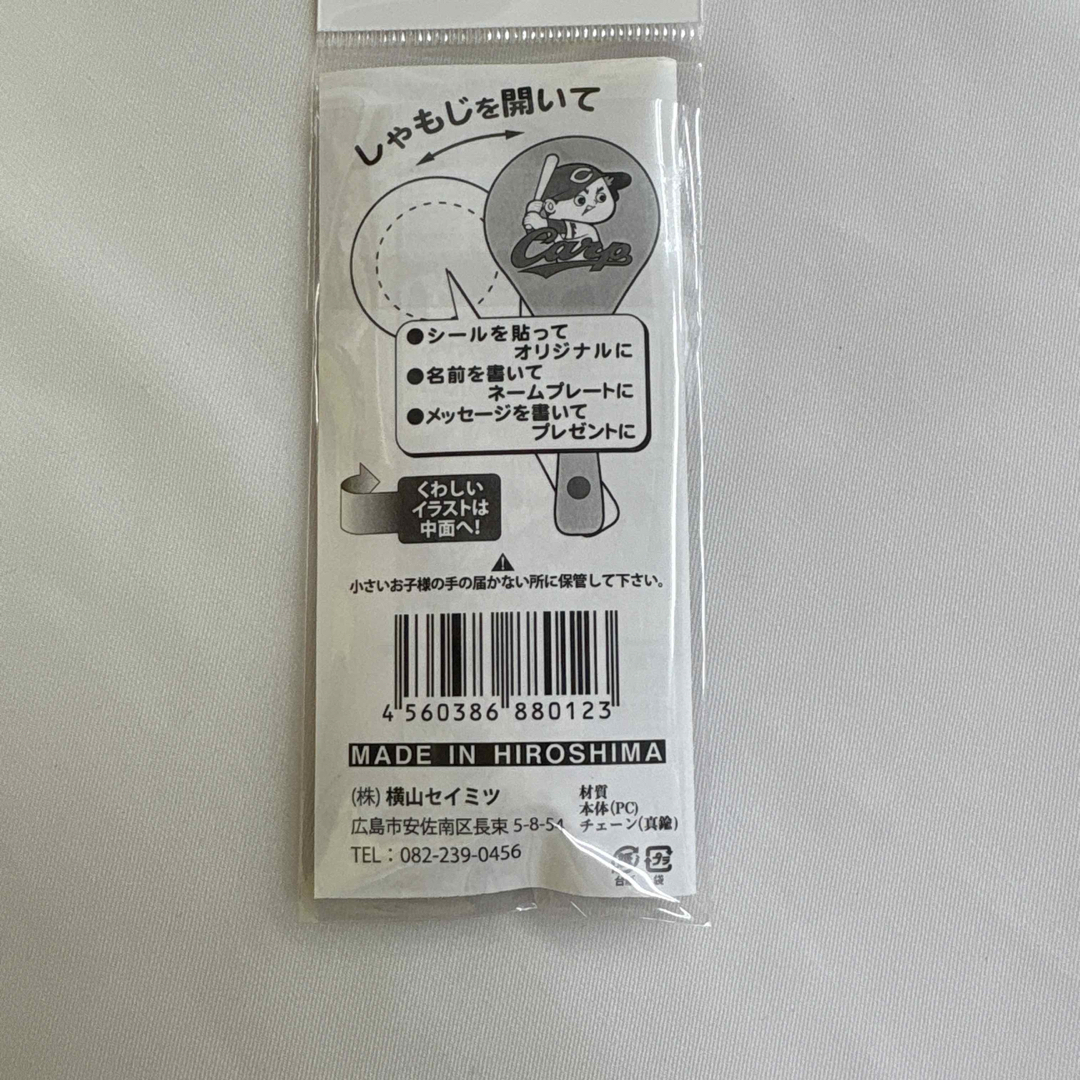 しゃもじを開いて
C
Carp
●シールを貼って
オリジナルに
●名前を書いて
ネームプレートに
●メッセージを書いて
プレゼントに
くわしい
イラストは
中面へ!
小さいお子様の手の届かない所に保管して下さい。
4 560386 880123
MADE IN HIROSHIMA
(株) 横山セイミツ
広島市安佐南区長束 5-8-54
TEL：082-239-0456
材質
本体(PC)
チェーン(真鍮)
プラ
袋